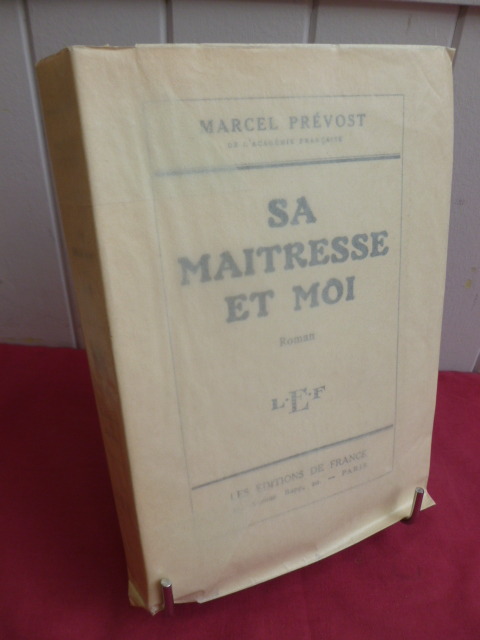 MARCEL PRÉVOST
DE L'ACADÉMIE FRANÇAISE
SA
MAITRESSE
ET MOI
Roman
L·E·F
LES ÉDITIONS DE FRANCE
PARIS